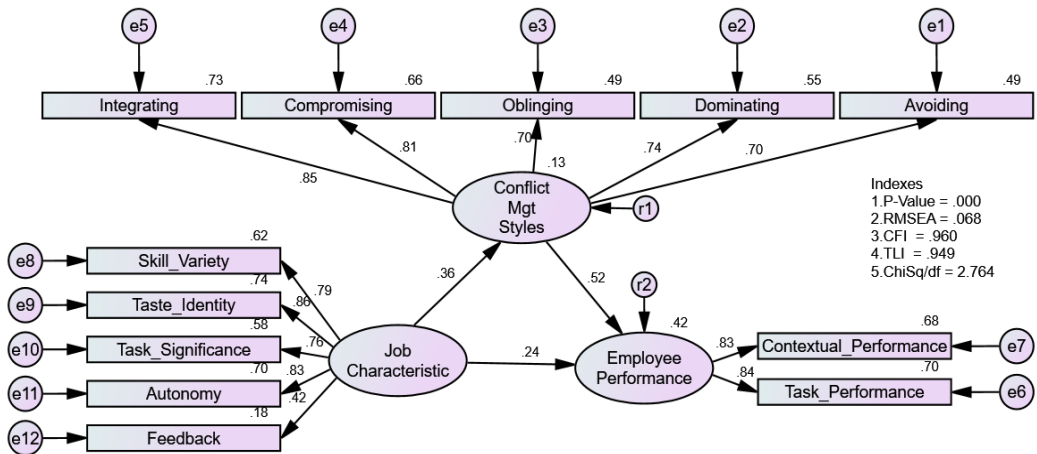 e5
e4
e3
e2
e1
.73
.66
.49
.55
.49
Integrating
Compromising
Oblinging
Dominating
Avoiding
.85
.81
.70
.74
.70
.13
Conflict
Mgt
Styles
r1
Indexes
1.P-Value = .000
2.RMSEA = .068
3.CFI = .960
4.TLI = .949
5.ChiSq/df = 2.764
.62
e8
Skill_Variety
.79
.74
e9
Taste_Identity
.86
.58
e10
Task_Significance
.76
.70
e11
Autonomy
.83
.18
e12
Feedback
.42
Job
Characteristic
.36
.52
.24
r2
.42
Employee
Performance
.83
.84
.68
Contextual_Performance
e7
.70
Task_Performance
e6